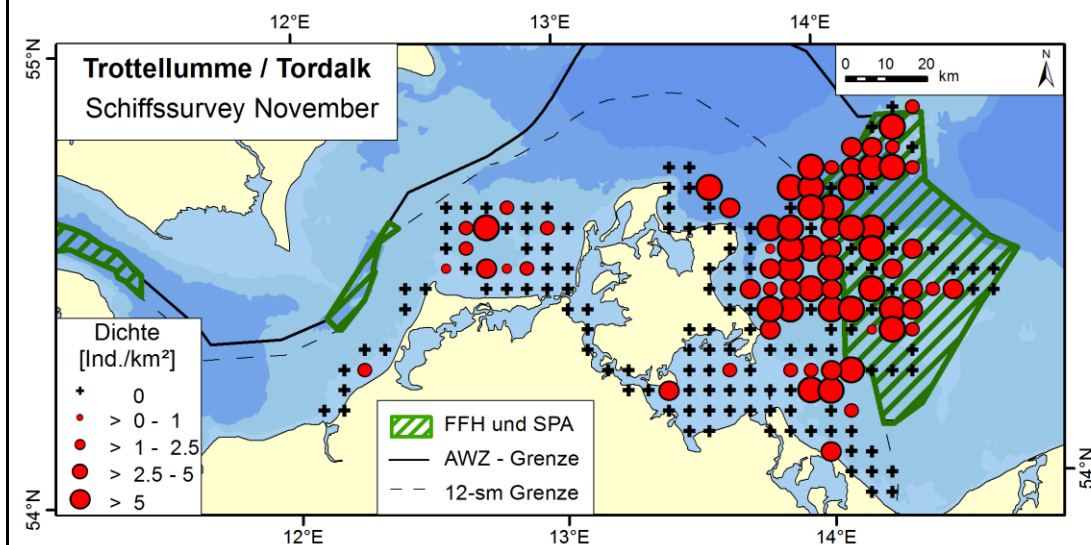 12°E
13°E
14°E
55°N
Trottellumme / Tordalk
Schiffssurvey November
0 10 20
km
N
Dichte
[Ind./km²]
0
> 0 - 1
> 1 - 2.5
> 2.5 - 5
> 5
FFH und SPA
AWZ - Grenze
12-sm Grenze
54°N
54°N
12°E
13°E
14°E